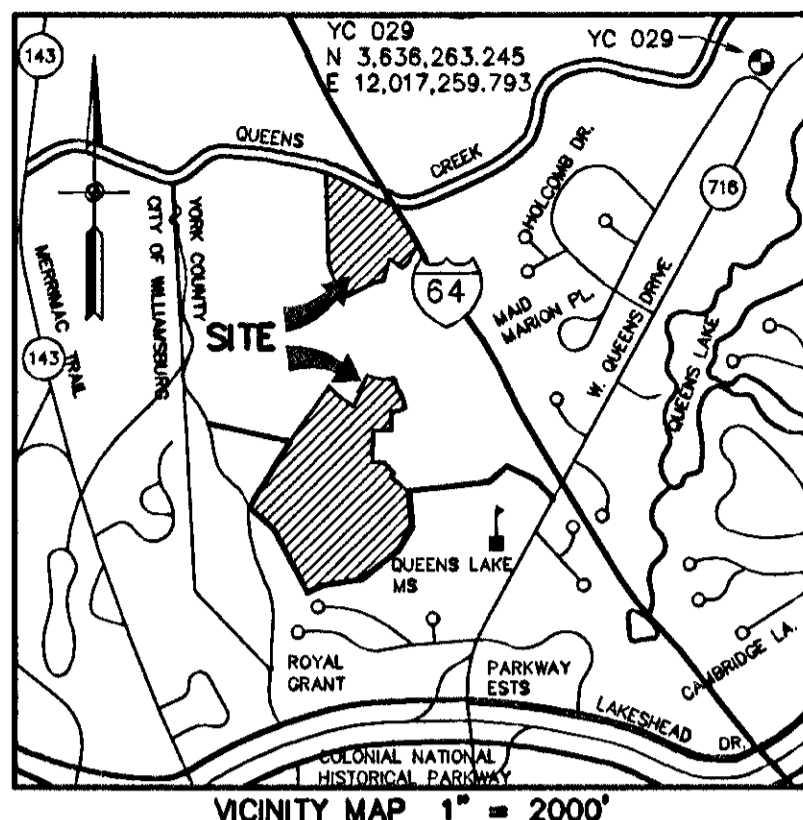 YC 029
N 3,636,263.245
E 12,017,259.793
YC 029
143
QUEENS
CREEK
HOLCOMB DR.
716
YORK COUNTY
CITY OF WILLIAMSBURG
MERRIMAC TRAIL
143
64
MAID
MARION PL.
SITE
W. QUEENS DRIVE
QUEENS LAKE
QUEENS LAKE
MS
ROYAL
GRANT
PARKWAY
ESTS
CAMBRIDGE LA.
LAKESHEAD DR.
COLONIAL NATIONAL
HISTORICAL PARKWAY
VICINITY MAP 1" = 2000'